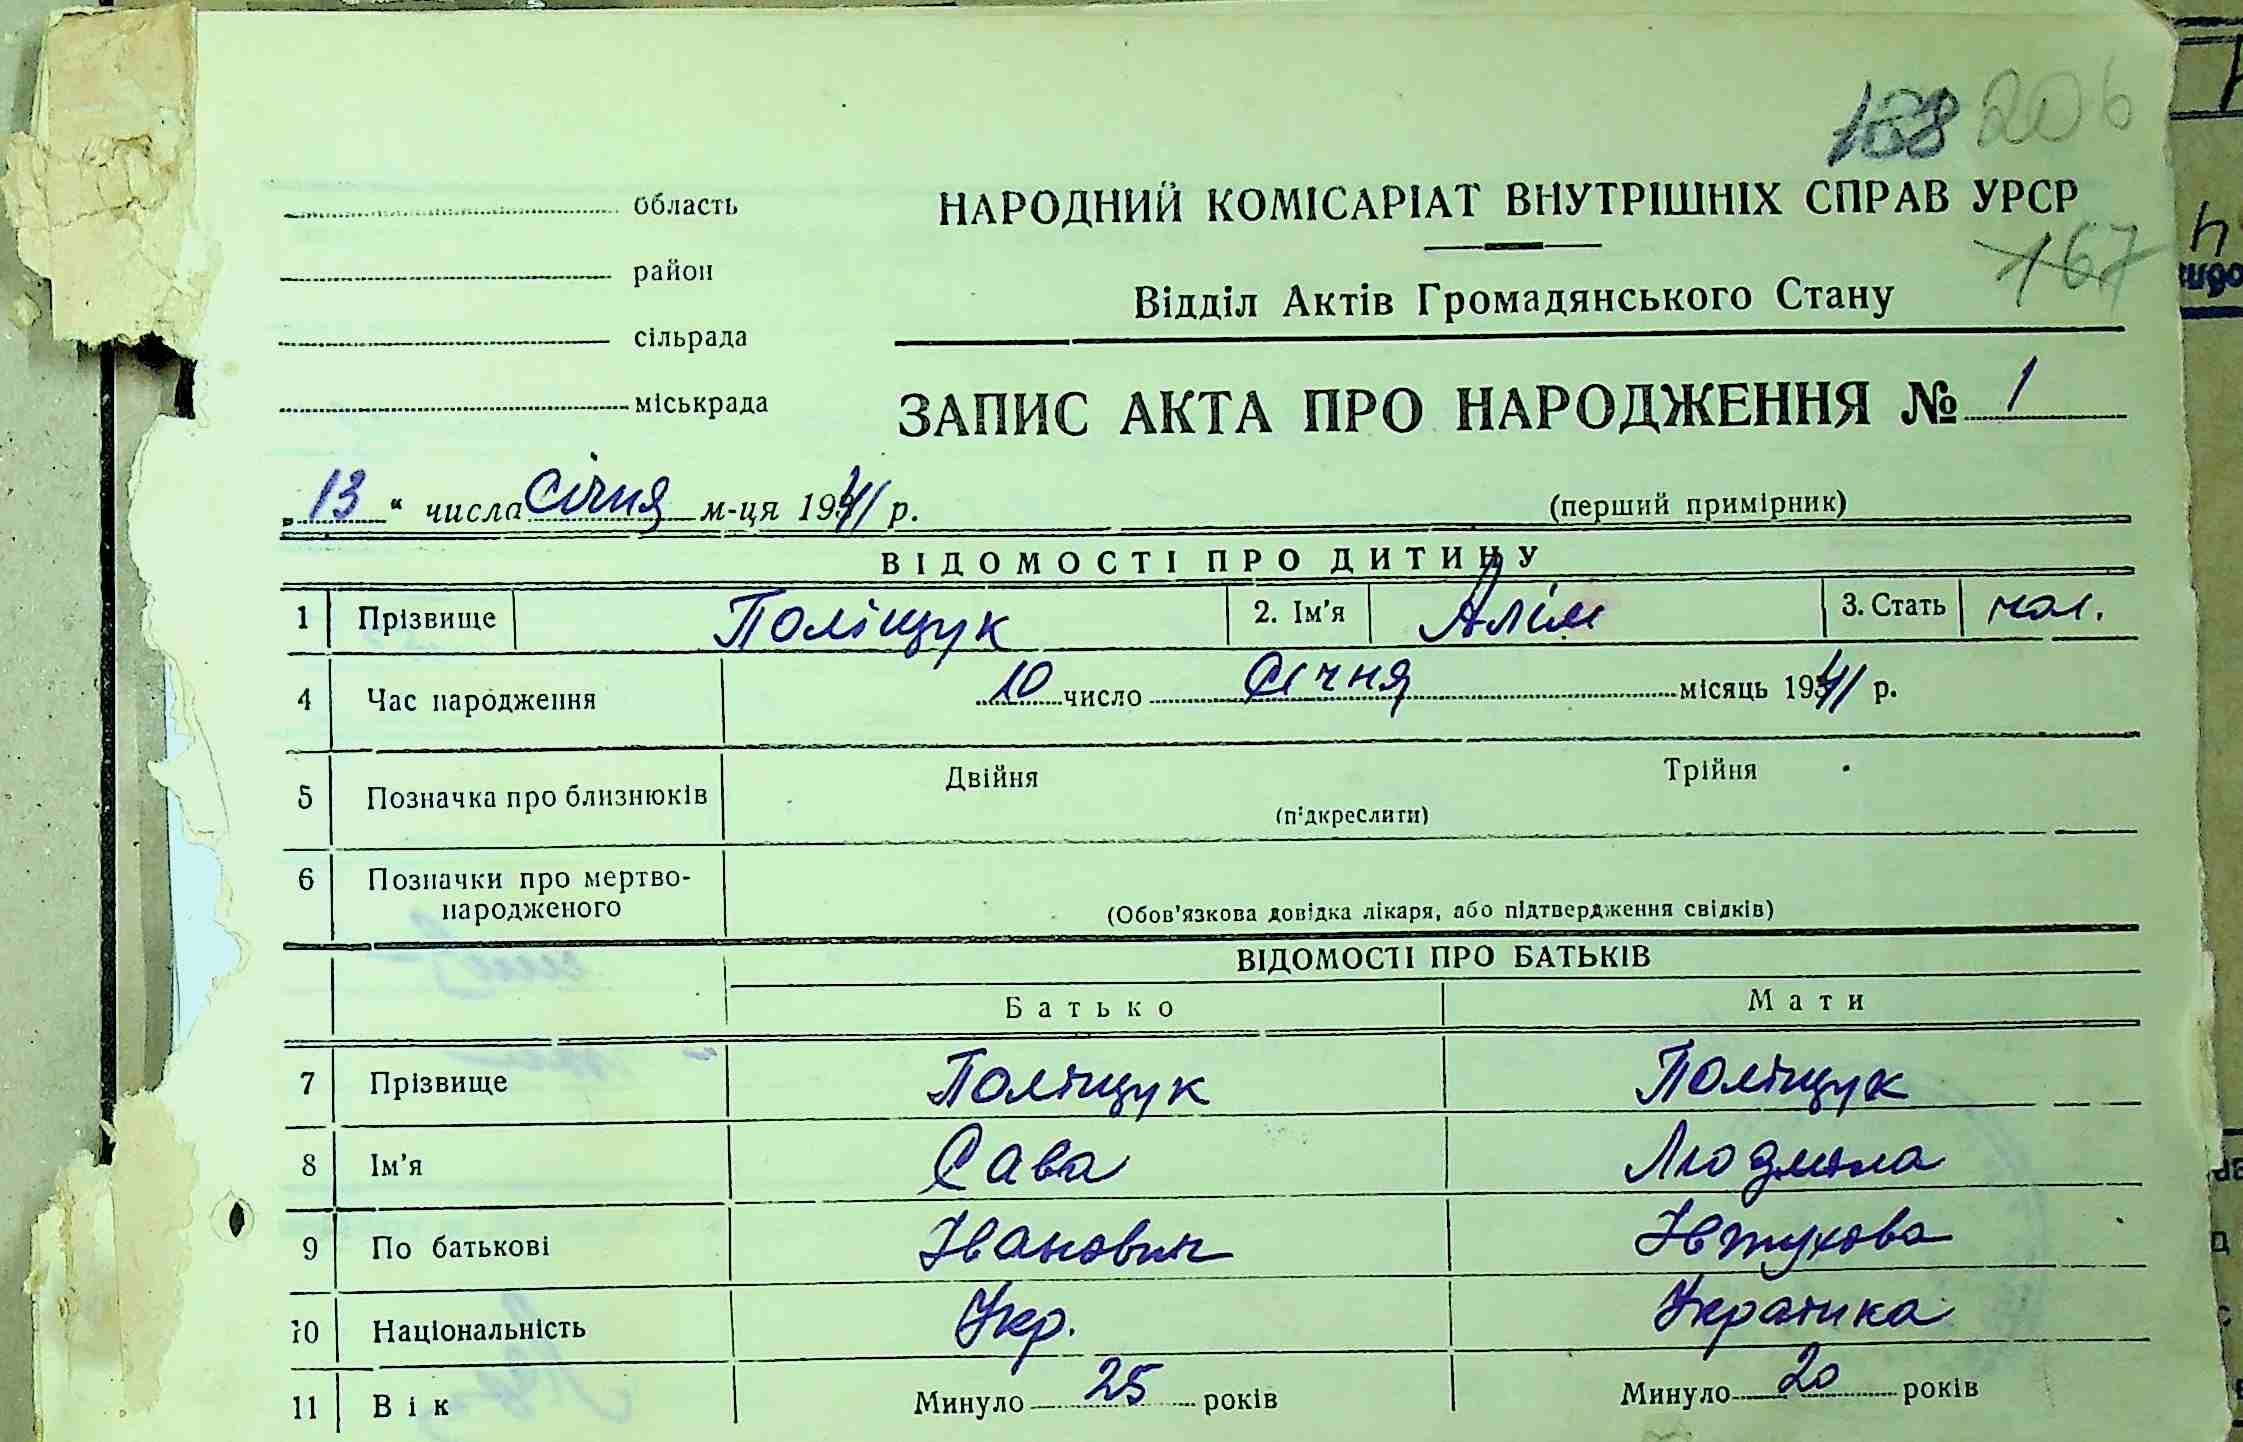 188 206
область
НАРОДНИЙ КОМІСАРІАТ ВНУТРІШНІХ СПРАВ УРСР
167
район
Відділ Актів Громадянського Стану
сільрада
міськрада
ЗАПИС АКТА ПРО НАРОДЖЕННЯ № 1
„13“ числа Січня м-ця 1941 р.
(перший примірник)
ВІДОМОСТІ ПРО ДИТИНУ
1 Прізвище Поліщук 2. Ім'я Алім 3. Стать чол.
4 Час народження 10 число Січня місяць 1941 р.
5 Позначка про близнюків Двійня Трійня
(підкреслити)
6 Позначки про мертво-
народженого
(Обов'язкова довідка лікаря, або підтвердження свідків)
ВІДОМОСТІ ПРО БАТЬКІВ
Батько Мати
7 Прізвище Поліщук Поліщук
8 Ім'я Сава Людмила
9 По батькові Іванович Івтухова
10 Національність Укр. Українка
11 Вік Минуло 25 років Минуло 20 років